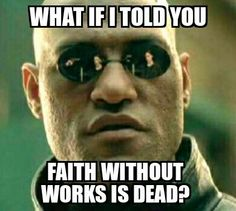 WHAT IF I TOLD YOU
FAITH WITHOUT
WORKS IS DEAD?